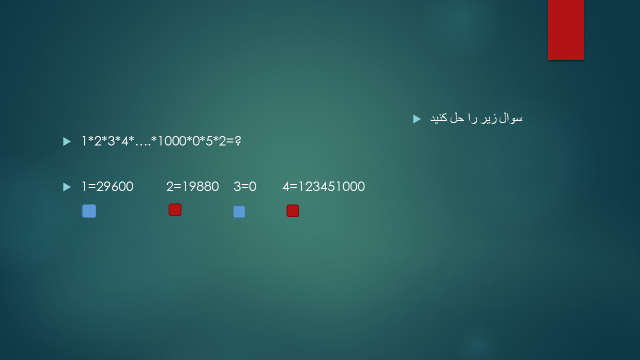 سوال زیر را حل کنید
1*2*3*4*….*1000*0*5*2=؟
1=29600 2=19880 3=0 4=123451000